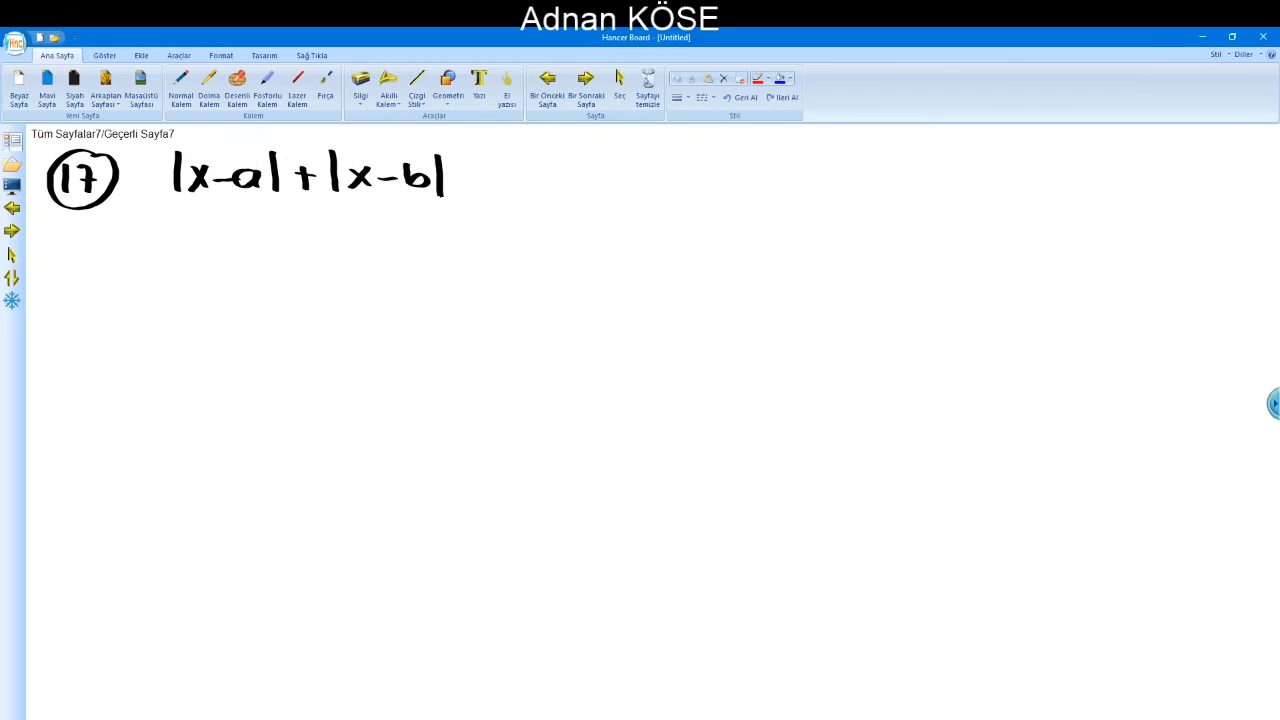 Adnan KÖSE
Hancer Board - [Untitled]
Hnc
Ana Sayfa Göster Ekle Araçlar Format Tasarım Sağ Tıkla Stil Diller
Beyaz Sayfa Mavi Sayfa Siyah Sayfa Arkaplan Sayfası Masaüstü Sayfası Normal Kalem Dolma Kalem Desenli Kalem Fosforlu Kalem Lazer Kalem Fırça Silgi Akıllı Kalem Çizgi Stili Geometri Yazı El yazısı Bir Önceki Sayfa Bir Sonraki Sayfa Seç Sayfayı temizle Geri Al İleri Al
Yeni Sayfa Kalem Araçlar Sayfa Stil
Tüm Sayfalar7/Geçerli Sayfa7
17 |x-a|+|x-b|